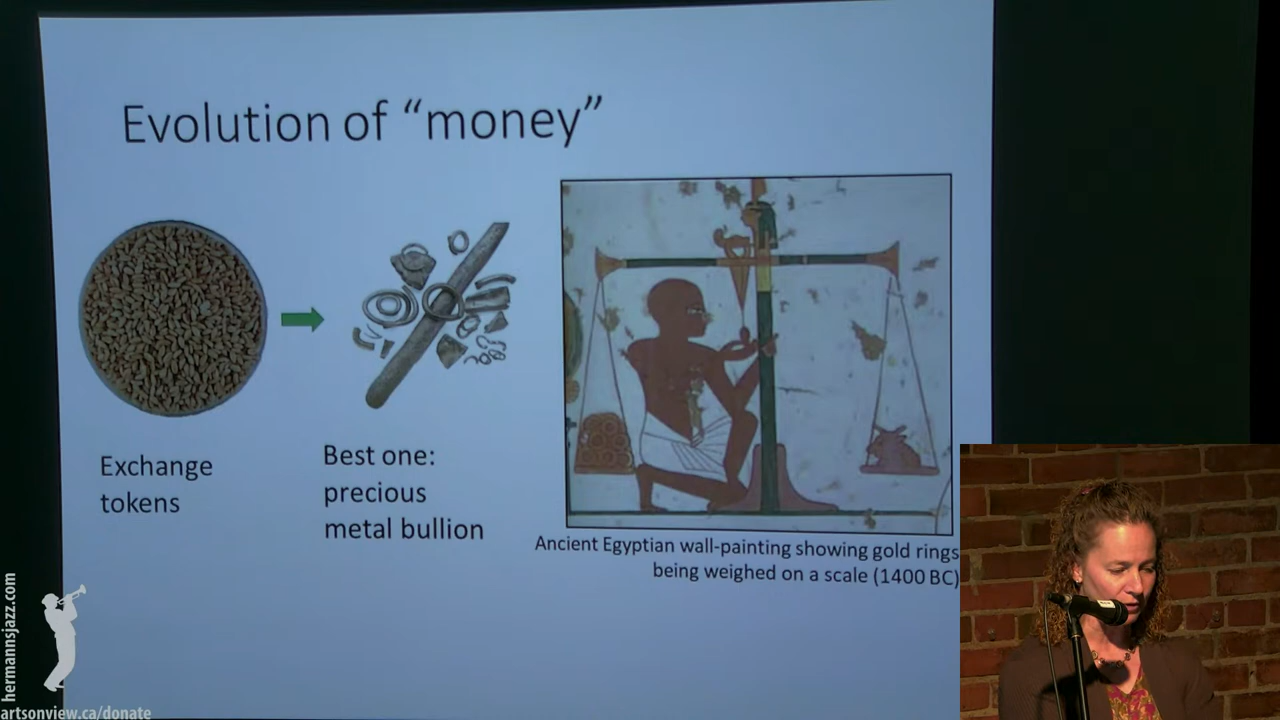 Evolution of “money”
Exchange
tokens
Best one:
precious
metal bullion
Ancient Egyptian wall-painting showing gold rings
being weighed on a scale (1400 BC)
hermannsjazz.com
artsonview.ca/donate